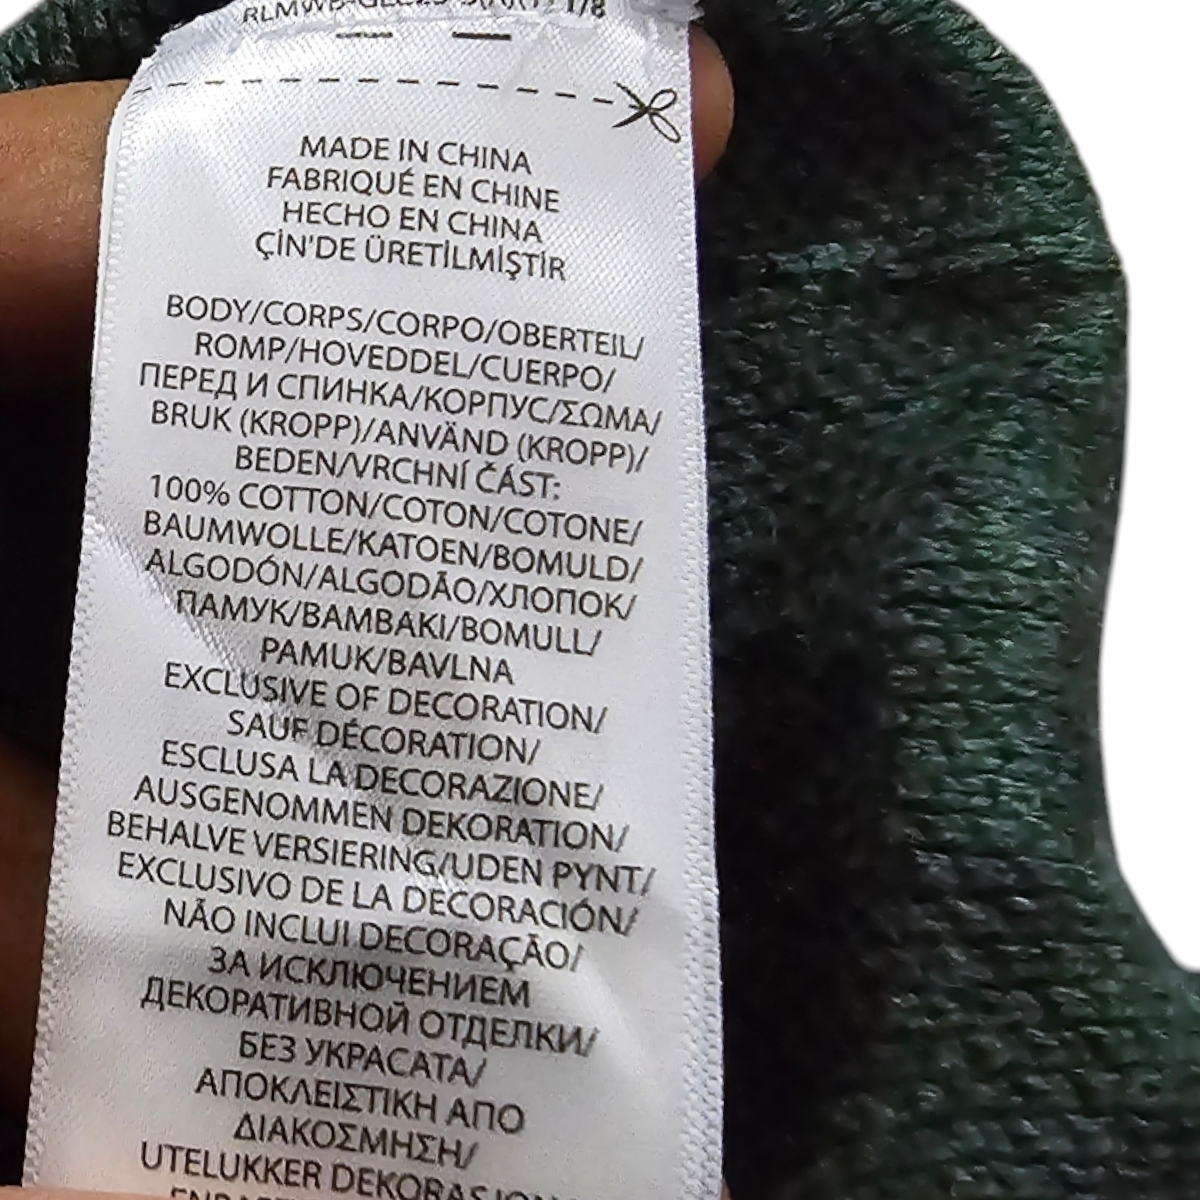 MADE IN CHINA
FABRIQUÉ EN CHINE
HECHO EN CHINA
ÇİN'DE ÜRETİLMİŞTİR
BODY/CORPS/CORPO/OBERTEIL/
ROMP/HOVEDDEL/CUERPO/
ПЕРЕД И СПИНКА/КОРПУС/ΣΩΜΑ/
BRUK (KROPP)/ANVÄND (KROPP)/
BEDEN/VRCHNÍ ČÁST:
100% COTTON/COTON/COTONE/
BAUMWOLLE/KATOEN/BOMULD/
ALGODÓN/ALGODÃO/ХЛОПОК/
ПАМУК/BAMBAKI/BOMULL/
PAMUK/BAVLNA
EXCLUSIVE OF DECORATION/
SAUF DÉCORATION/
ESCLUSA LA DECORAZIONE/
AUSGENOMMEN DEKORATION/
BEHALVE VERSIERING/UDEN PYNT/
EXCLUSIVO DE LA DECORACIÓN/
NÃO INCLUI DECORAÇÃO/
ЗА ИСКЛЮЧЕНИЕМ
ДЕКОРАТИВНОЙ ОТДЕЛКИ/
БЕЗ УКРАСАТА/
ΑΠΟΚΛΕΙΣΤΙΚΗ ΑΠΟ
ΔΙΑΚΟΣΜΗΣΗ/
UTELUKKER DEKORASJON/